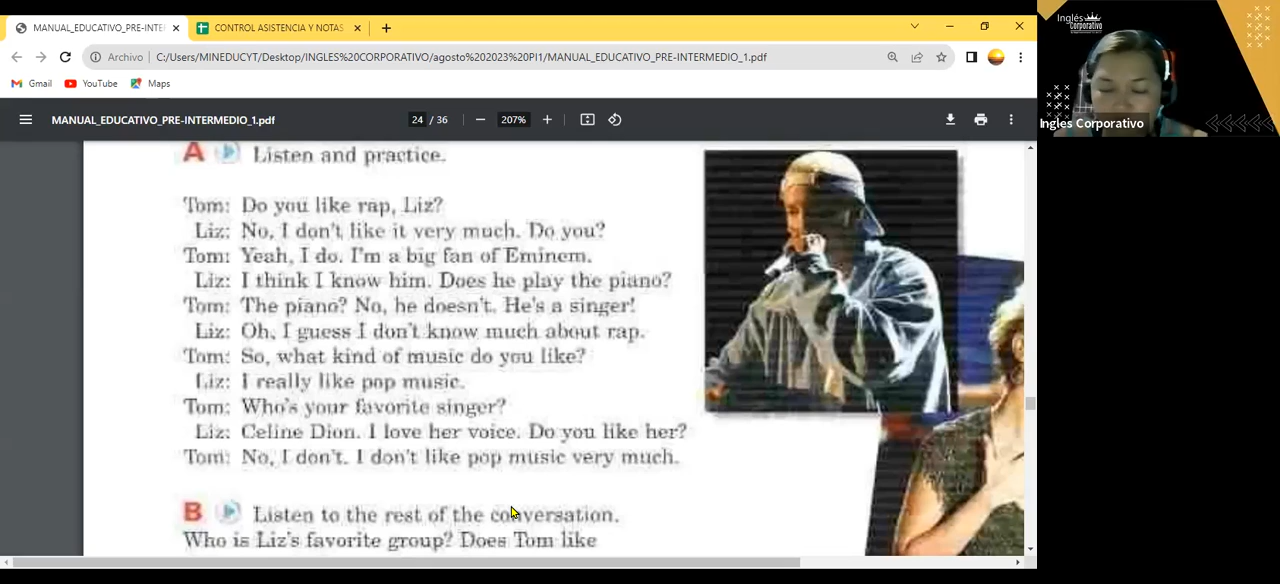 MANUAL_EDUCATIVO_PRE-INTER
CONTROL ASISTENCIA Y NOTAS
Archivo
C:/Users/MINEDUCYT/Desktop/INGLES%20CORPORATIVO/agosto%202023%20PI1/MANUAL_EDUCATIVO_PRE-INTERMEDIO_1.pdf
Gmail YouTube Maps
MANUAL_EDUCATIVO_PRE-INTERMEDIO_1.pdf
24 / 36
207%
A Listen and practice.
Tom: Do you like rap, Liz?
Liz: No, I don't like it very much. Do you?
Tom: Yeah, I do. I'm a big fan of Eminem.
Liz: I think I know him. Does he play the piano?
Tom: The piano? No, he doesn't. He's a singer!
Liz: Oh, I guess I don't know much about rap.
Tom: So, what kind of music do you like?
Liz: I really like pop music.
Tom: Who's your favorite singer?
Liz: Celine Dion. I love her voice. Do you like her?
Tom: No, I don't. I don't like pop music very much.
B Listen to the rest of the conversation.
Who is Liz's favorite group? Does Tom like
Inglés
Corporativo
Ingles Corporativo